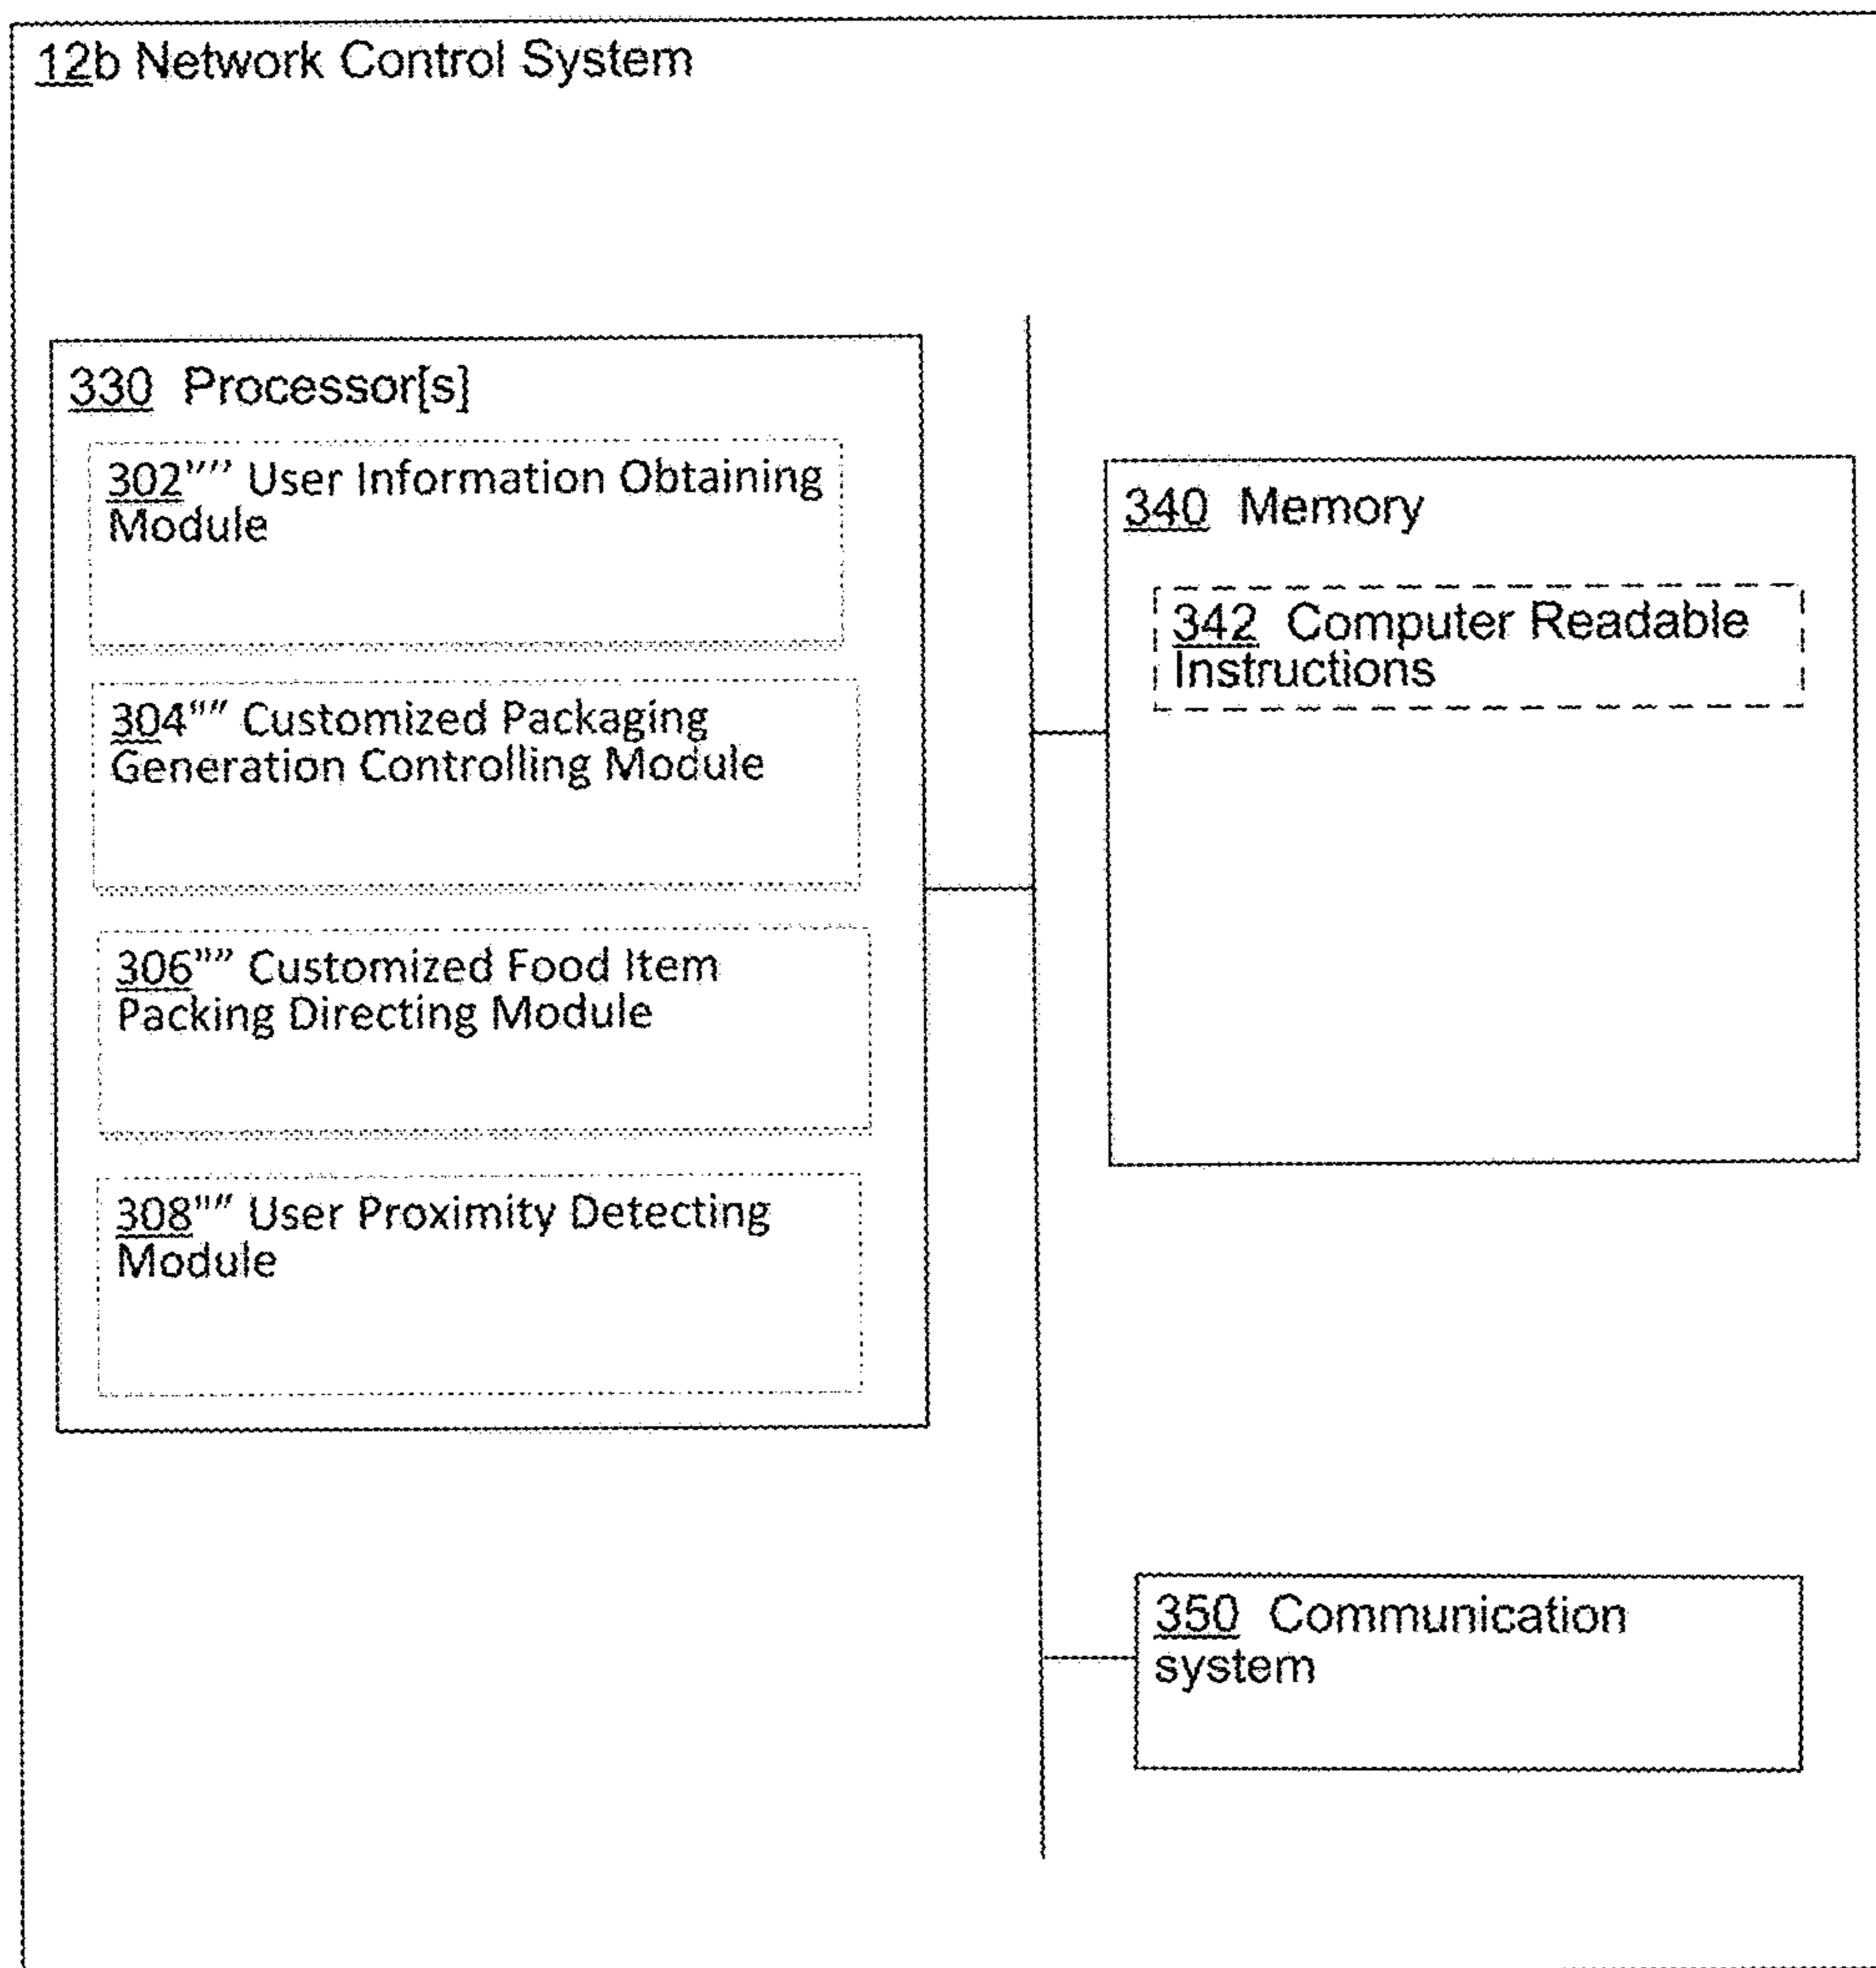 12b Network Control System
330 Processor[s]
302”” User Information Obtaining
Module
304”” Customized Packaging
Generation Controlling Module
306”” Customized Food Item
Packing Directing Module
308”” User Proximity Detecting
Module
340 Memory
342 Computer Readable
Instructions
350 Communication
system